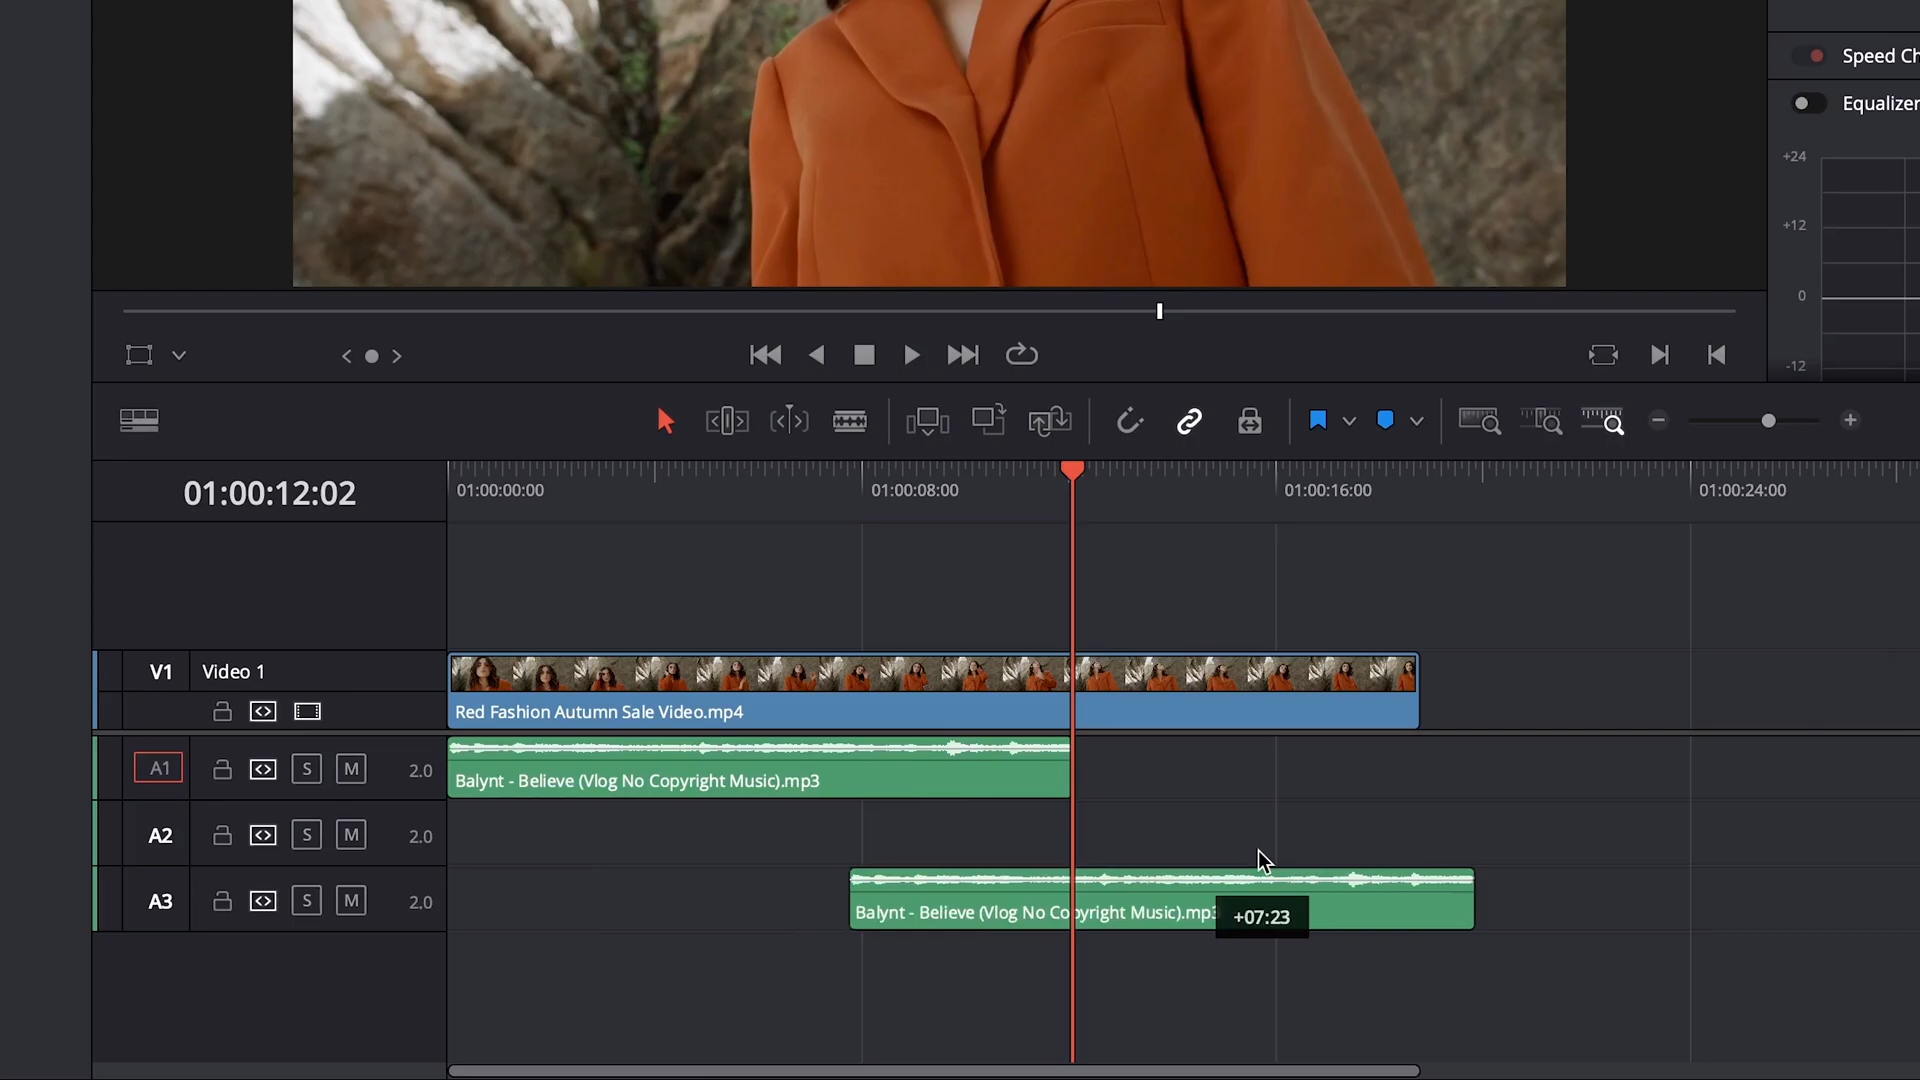 Speed Ch
Equalizer
+24
+12
0
-12
01:00:12:02
01:00:00:00
01:00:08:00
01:00:16:00
01:00:24:00
V1 Video 1
Red Fashion Autumn Sale Video.mp4
A1 S M 2.0
Balynt - Believe (Vlog No Copyright Music).mp3
A2 S M 2.0
A3 S M 2.0
Balynt - Believe (Vlog No Copyright Music).mp3
+07:23